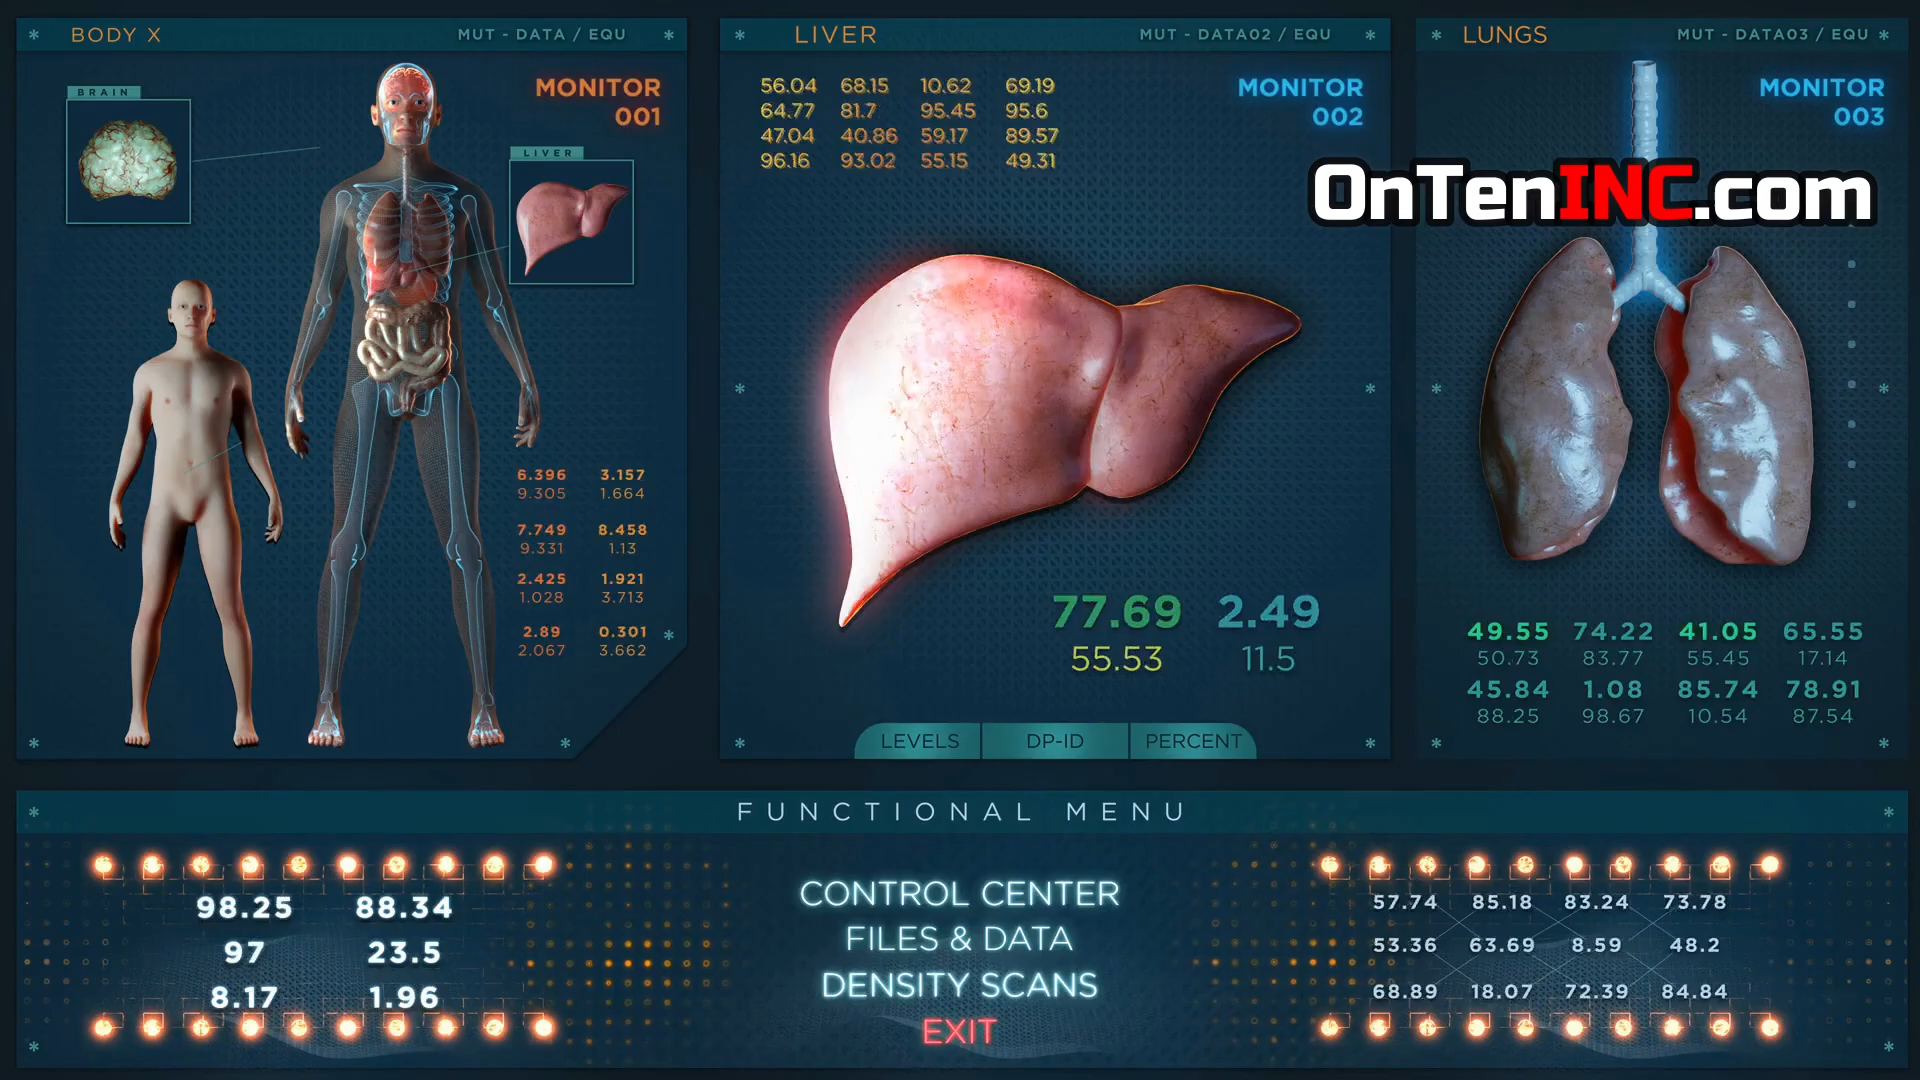 BODY X
MUT - DATA / EQU
MONITOR
001
BRAIN
LIVER
6.396 3.157
9.305 1.664
7.749 8.458
9.331 1.13
2.425 1.921
1.028 3.713
2.89 0.301
2.067 3.662
LIVER
MUT - DATA02 / EQU
56.04 68.15 10.62 69.19
64.77 81.7 95.45 95.6
47.04 40.86 59.17 89.57
96.16 93.02 55.15 49.31
MONITOR
002
77.69 2.49
55.53 11.5
LEVELS DP-ID PERCENT
LUNGS
MUT - DATA03 / EQU
MONITOR
003
OnTenINC.com
49.55 74.22 41.05 65.55
50.73 83.77 55.45 17.14
45.84 1.08 85.74 78.91
88.25 98.67 10.54 87.54
FUNCTIONAL MENU
98.25 88.34
97 23.5
8.17 1.96
CONTROL CENTER
FILES & DATA
DENSITY SCANS
EXIT
57.74 85.18 83.24 73.78
53.36 63.69 8.59 48.2
68.89 18.07 72.39 84.84